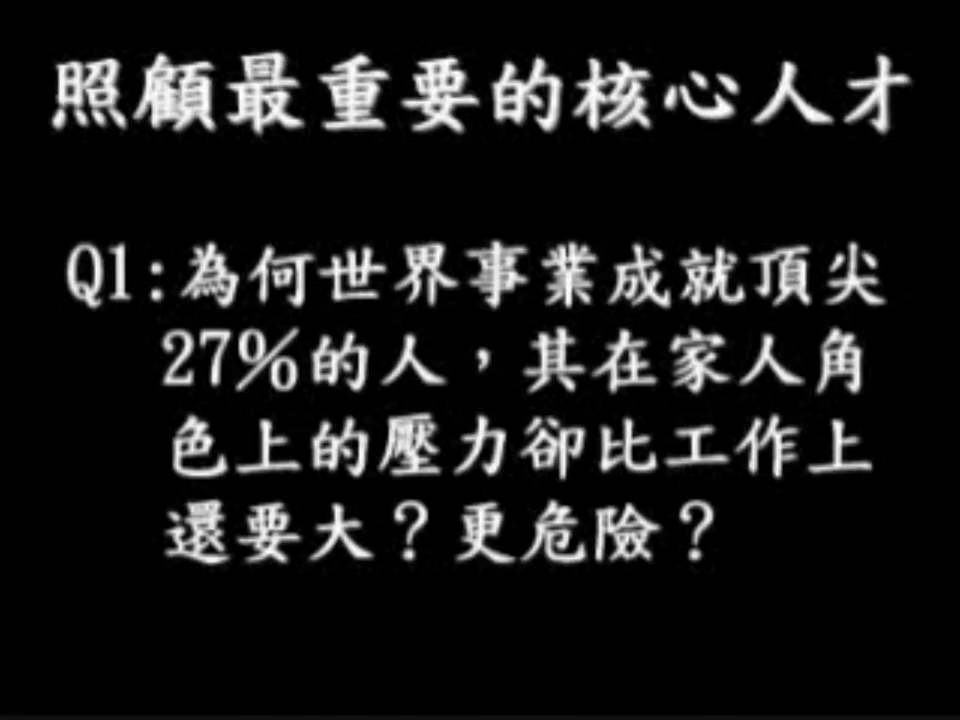 照顧最重要的核心人才
Q1:為何世界事業成就頂尖
27%的人，其在家人角
色上的壓力卻比工作上
還要大？更危險？